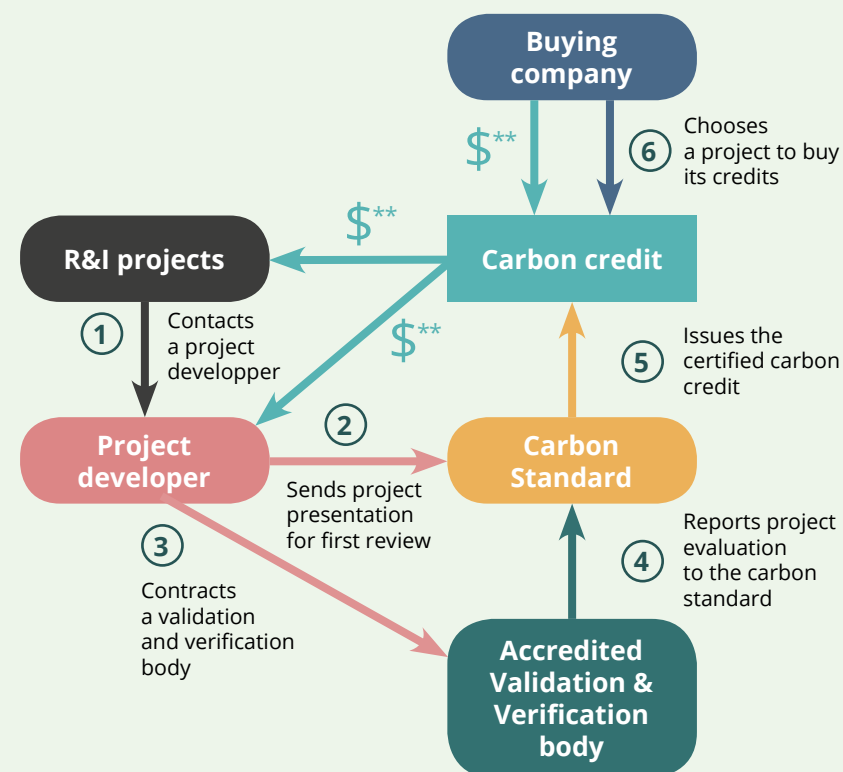 Buying
company
$**
6
Chooses
a project to buy
its credits
$**
R&I projects
Carbon credit
1
Contacts
a project
developper
$**
5
Issues the
certified carbon
credit
2
Project
developer
Carbon
Standard
Sends project
presentation
for first review
3
4
Reports project
evaluation
to the carbon
standard
Contracts
a validation
and verification
body
Accredited
Validation &
Verification
body